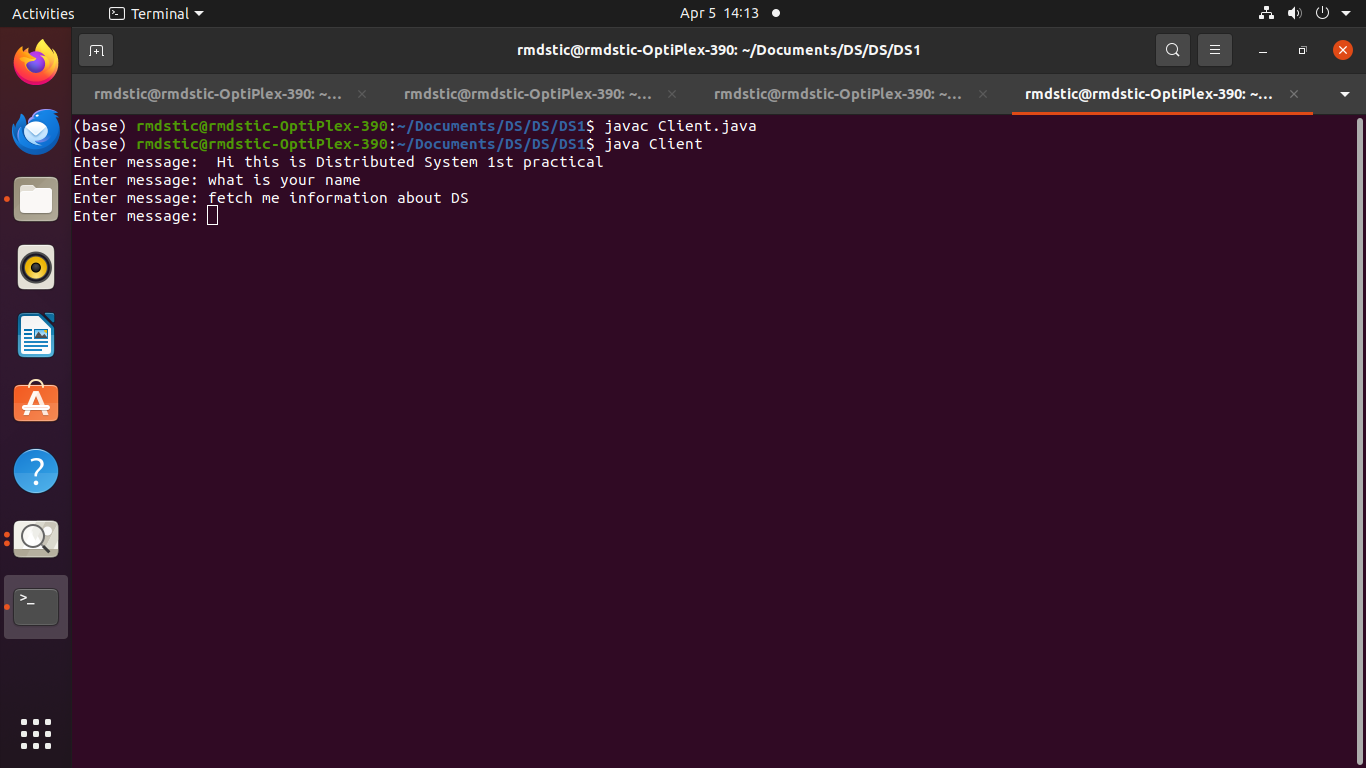 Activities Terminal Apr 5 14:13
rmdstic@rmdstic-OptiPlex-390: ~/Documents/DS/DS/DS1
rmdstic@rmdstic-OptiPlex-390: ~... rmdstic@rmdstic-OptiPlex-390: ~... rmdstic@rmdstic-OptiPlex-390: ~... rmdstic@rmdstic-OptiPlex-390: ~...
(base) rmdstic@rmdstic-OptiPlex-390:~/Documents/DS/DS/DS1$ javac Client.java
(base) rmdstic@rmdstic-OptiPlex-390:~/Documents/DS/DS/DS1$ java Client
Enter message:  Hi this is Distributed System 1st practical
Enter message: what is your name
Enter message: fetch me information about DS
Enter message: